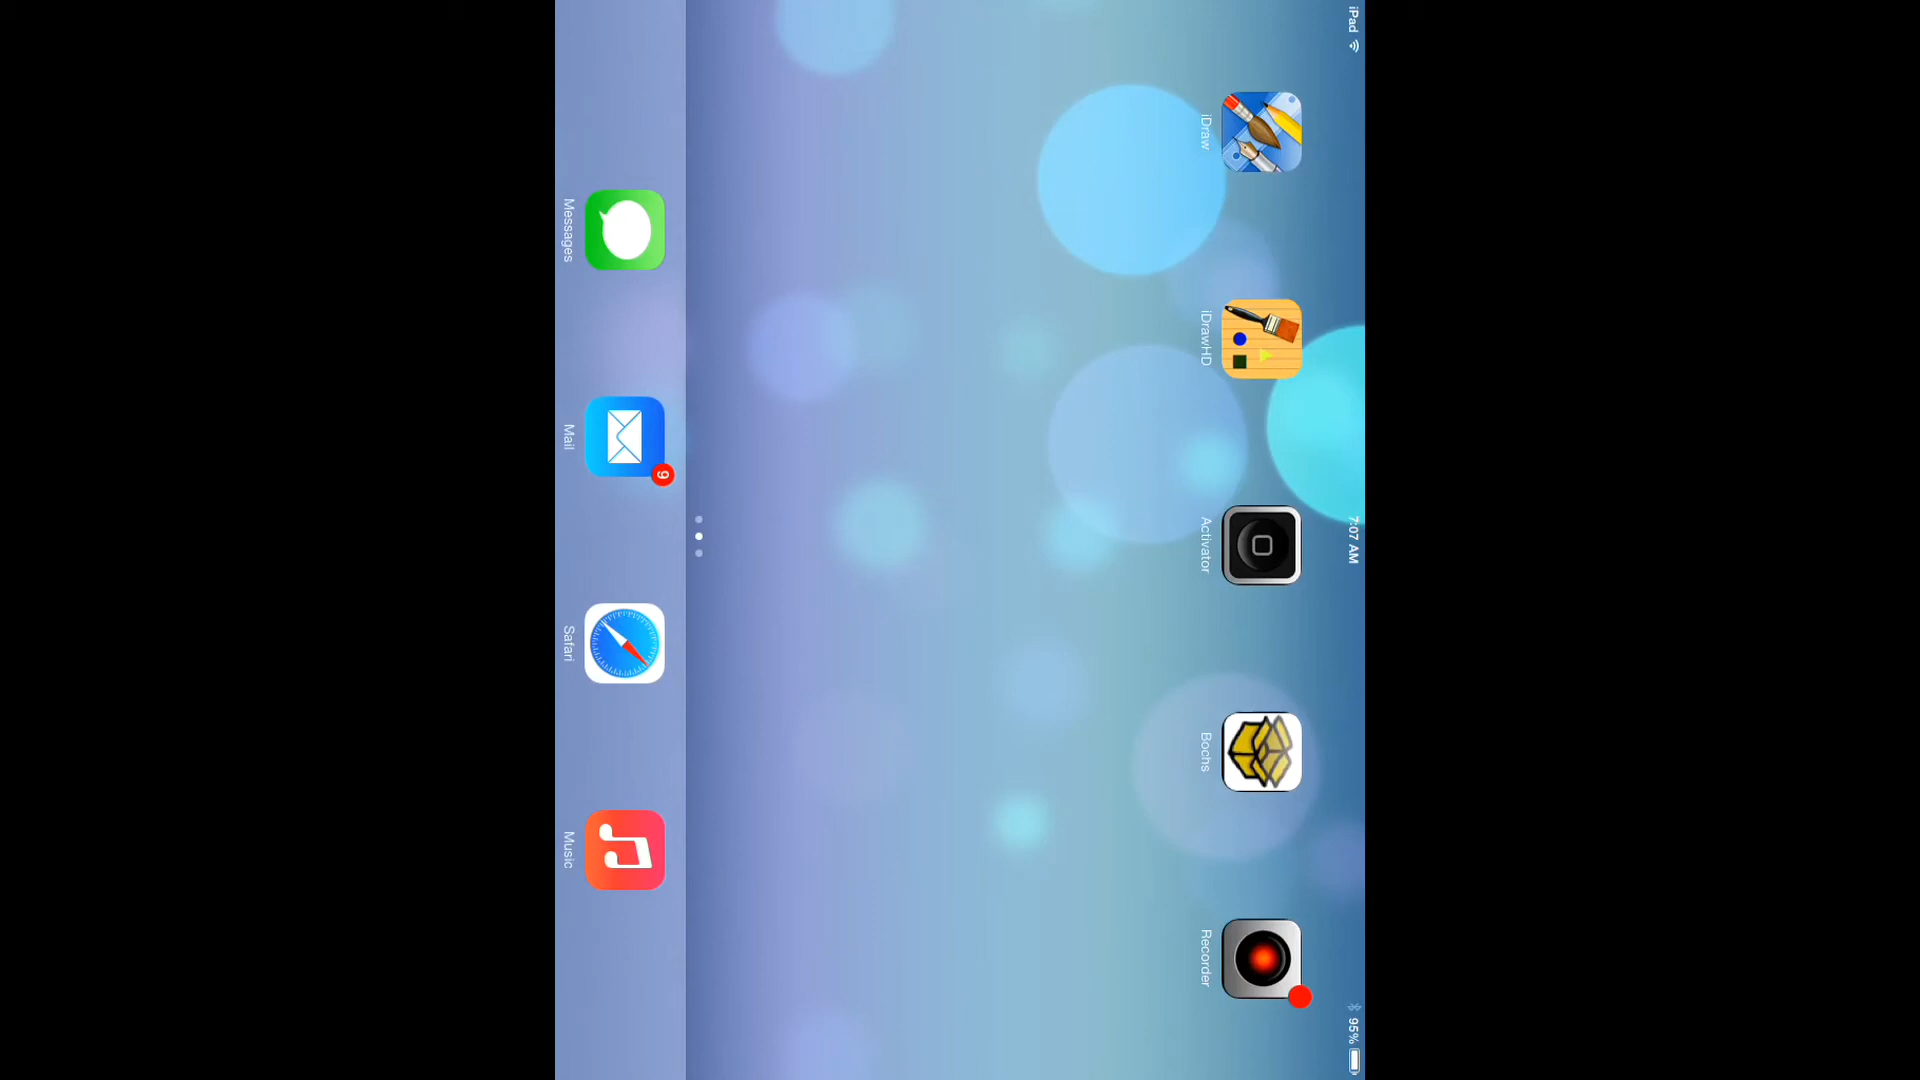 iPad
7:07 AM
95%
iDraw
iDrawHD
Activator
Bochs
Recorder
Messages
Mail
9
Safari
Music